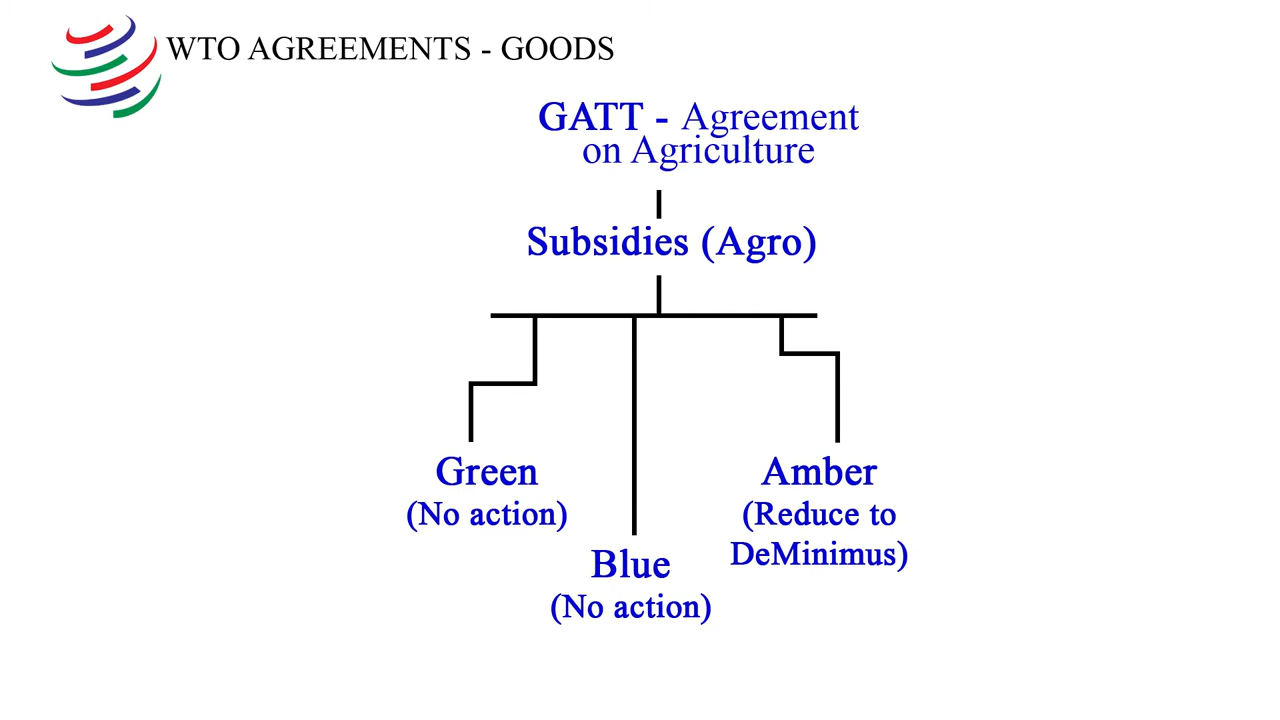 WTO AGREEMENTS - GOODS
GATT - Agreement
on Agriculture
Subsidies (Agro)
Green
(No action)
Blue
(No action)
Amber
(Reduce to
DeMinimus)